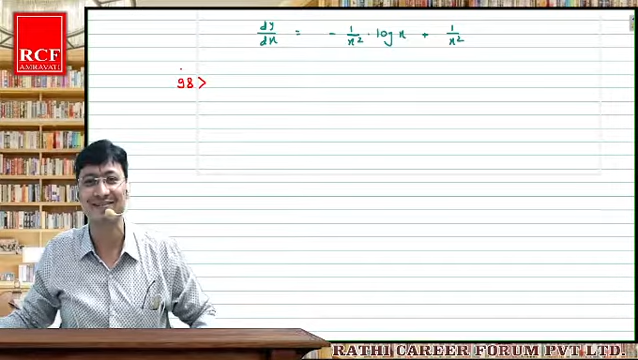 RCF
AMRAVATI
dy/dx = - 1/x² · log x + 1/x²
98>
RATHI CAREER FORUM PVT LTD.